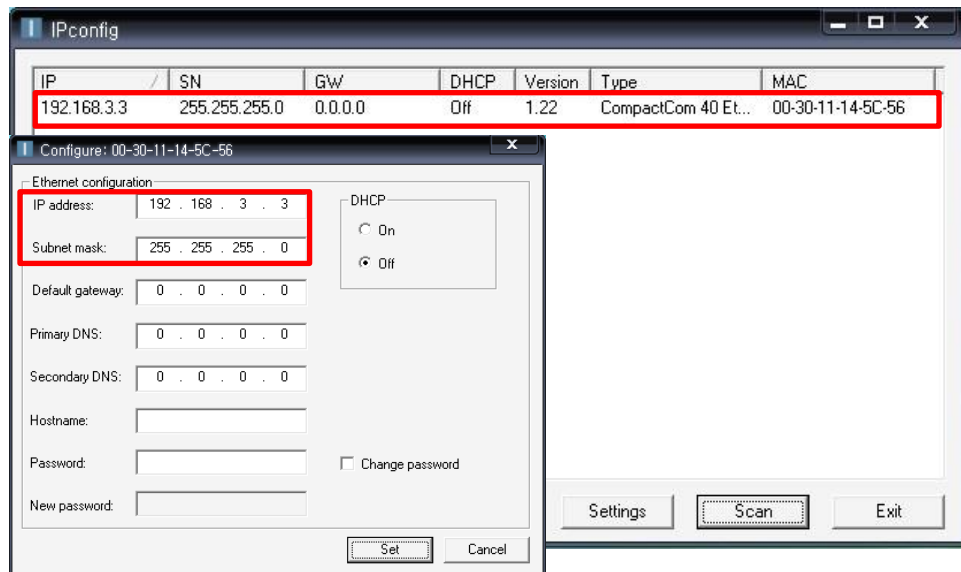 IPconfig
IP / SN GW DHCP Version Type MAC
192.168.3.3 255.255.255.0 0.0.0.0 Off 1.22 CompactCom 40 Et... 00-30-11-14-5C-56
Configure: 00-30-11-14-5C-56
Ethernet configuration
IP address: 192 . 168 . 3 . 3
Subnet mask: 255 . 255 . 255 . 0
Default gateway: 0 . 0 . 0 . 0
Primary DNS: 0 . 0 . 0 . 0
Secondary DNS: 0 . 0 . 0 . 0
Hostname:
Password:
New password:
DHCP
On
Off
Change password
Set Cancel
Settings Scan Exit